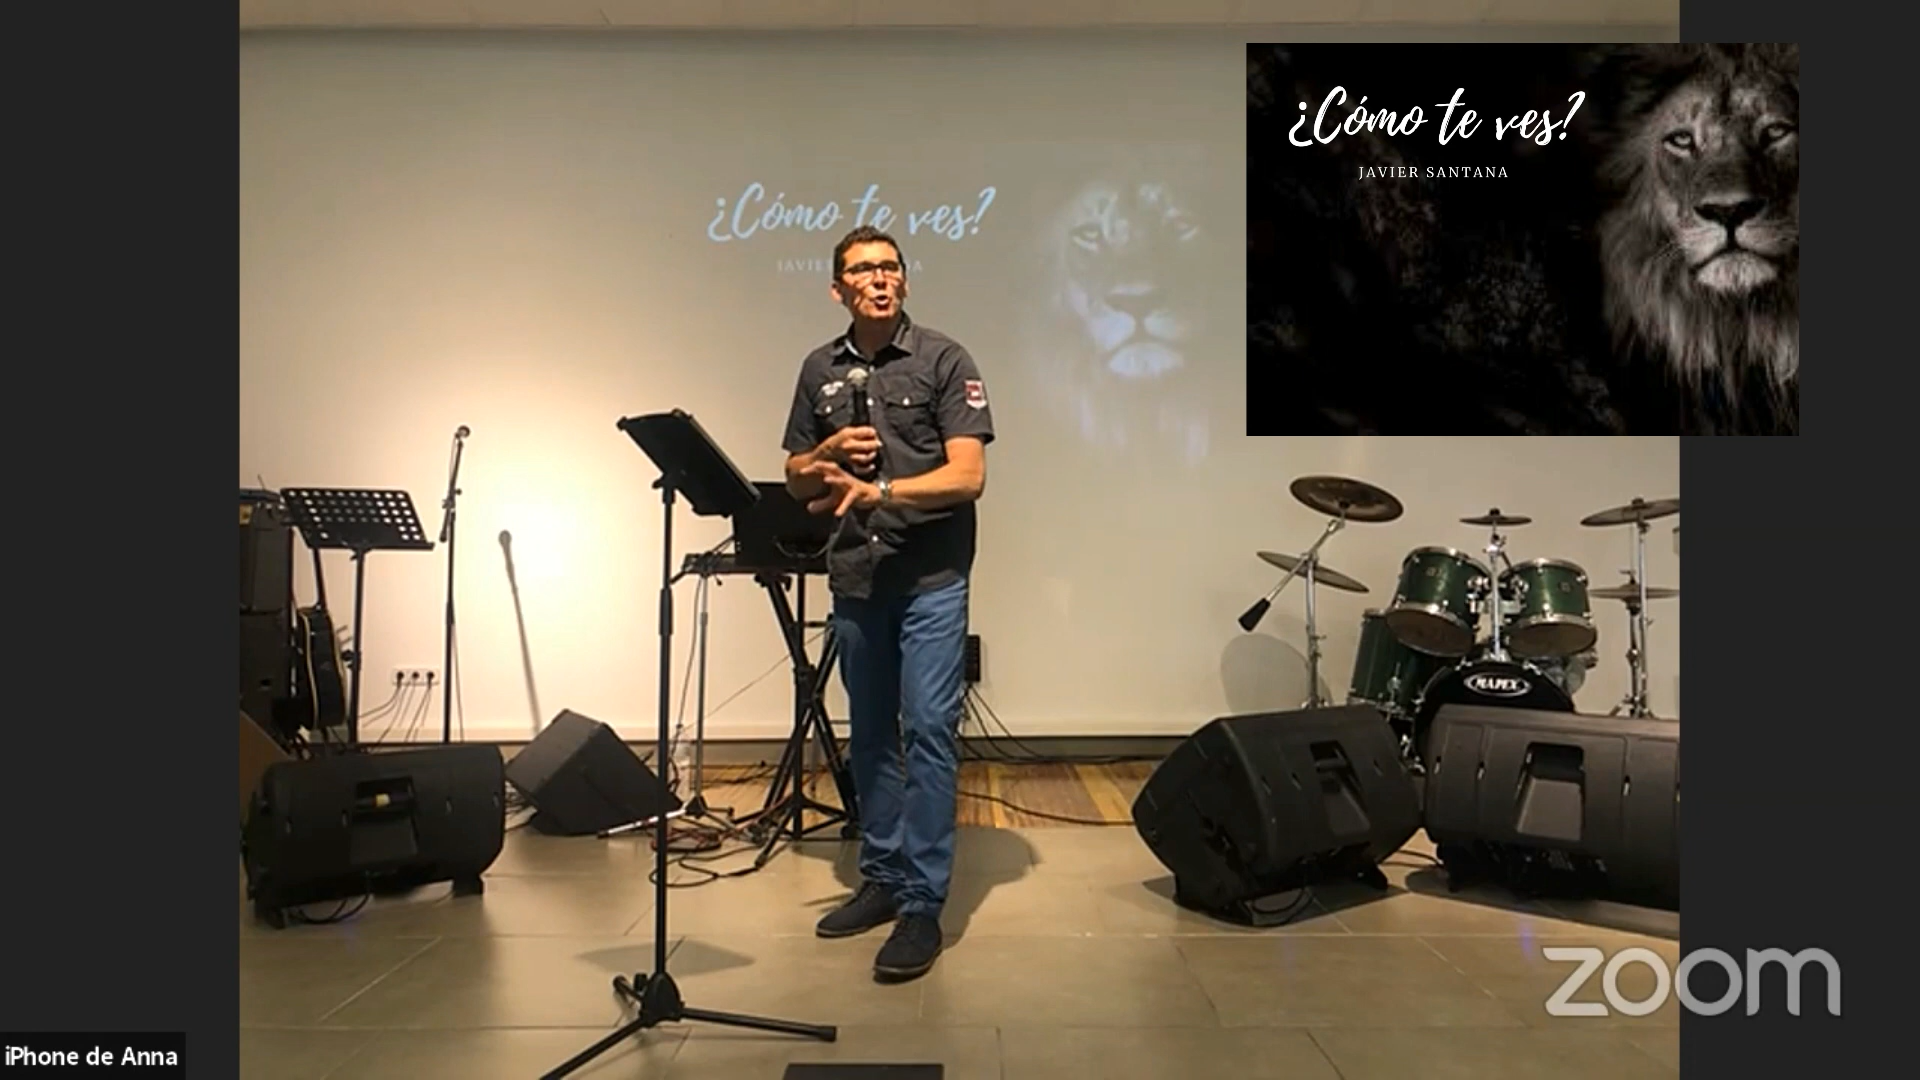 ¿Cómo te ves?
JAVIER SANTANA
¿Cómo te ves?
MAPEX
zoom
iPhone de Anna